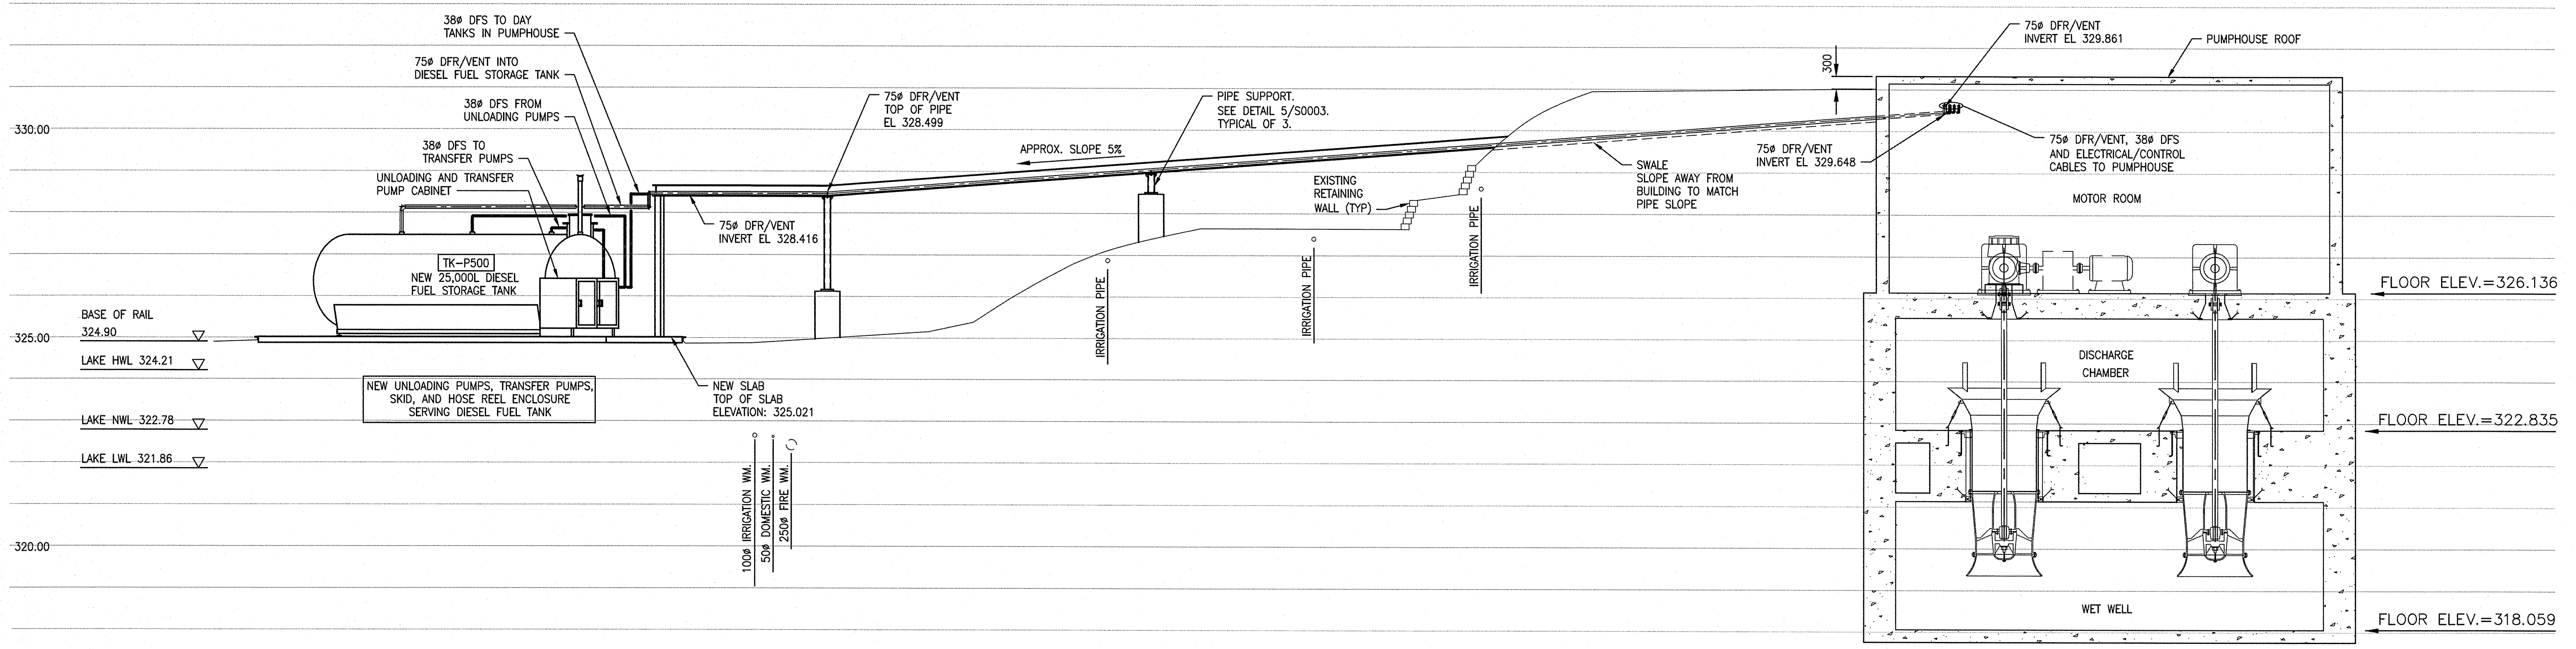 38ø DFS TO DAY
TANKS IN PUMPHOUSE
75ø DFR/VENT INTO
DIESEL FUEL STORAGE TANK
38ø DFS FROM
UNLOADING PUMPS
38ø DFS TO
TRANSFER PUMPS
UNLOADING AND TRANSFER
PUMP CABINET
330.00
325.00
320.00
BASE OF RAIL
324.90
LAKE HWL 324.21
LAKE NWL 322.78
LAKE LWL 321.86
TK-P500
NEW 25,000L DIESEL
FUEL STORAGE TANK
NEW UNLOADING PUMPS, TRANSFER PUMPS,
SKID, AND HOSE REEL ENCLOSURE
SERVING DIESEL FUEL TANK
75ø DFR/VENT
TOP OF PIPE
EL 328.499
75ø DFR/VENT
INVERT EL 328.416
NEW SLAB
TOP OF SLAB
ELEVATION: 325.021
100ø IRRIGATION WM.
50ø DOMESTIC WM.
250ø FIRE WM.
APPROX. SLOPE 5%
PIPE SUPPORT.
SEE DETAIL 5/S0003.
TYPICAL OF 3.
IRRIGATION PIPE
IRRIGATION PIPE
IRRIGATION PIPE
EXISTING
RETAINING
WALL (TYP)
SWALE
SLOPE AWAY FROM
BUILDING TO MATCH
PIPE SLOPE
300
75ø DFR/VENT
INVERT EL 329.648
75ø DFR/VENT
INVERT EL 329.861
PUMPHOUSE ROOF
75ø DFR/VENT, 38ø DFS
AND ELECTRICAL/CONTROL
CABLES TO PUMPHOUSE
MOTOR ROOM
DISCHARGE
CHAMBER
WET WELL
FLOOR ELEV.=326.136
FLOOR ELEV.=322.835
FLOOR ELEV.=318.059